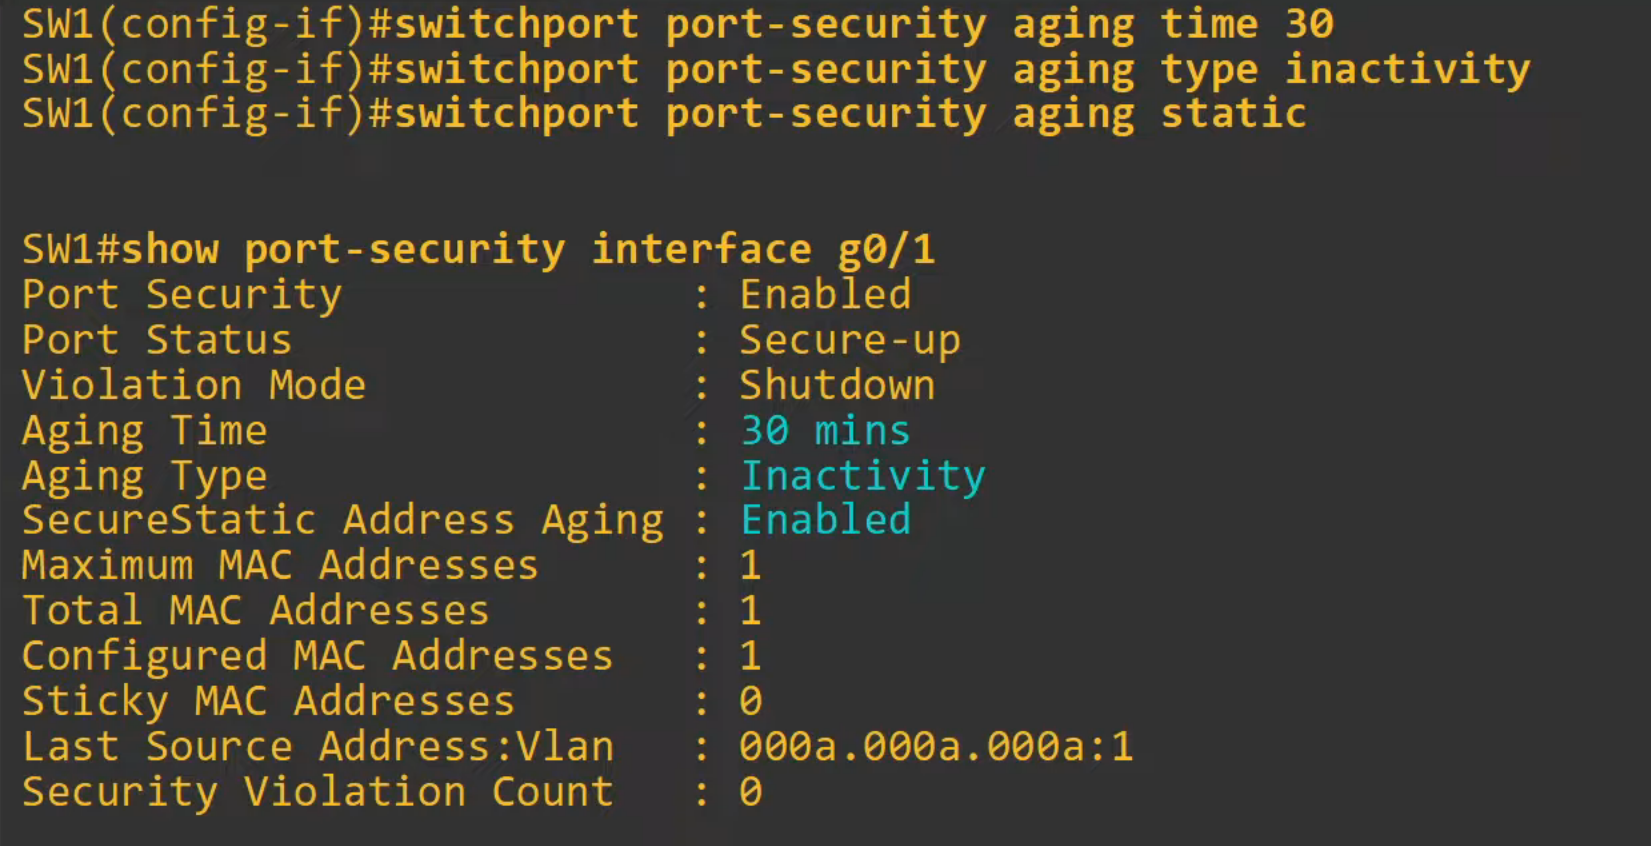 SW1(config-if)#switchport port-security aging time 30
SW1(config-if)#switchport port-security aging type inactivity
SW1(config-if)#switchport port-security aging static
SW1#show port-security interface g0/1
Port Security : Enabled
Port Status : Secure-up
Violation Mode : Shutdown
Aging Time : 30 mins
Aging Type : Inactivity
SecureStatic Address Aging : Enabled
Maximum MAC Addresses : 1
Total MAC Addresses : 1
Configured MAC Addresses : 1
Sticky MAC Addresses : 0
Last Source Address:Vlan : 000a.000a.000a:1
Security Violation Count : 0